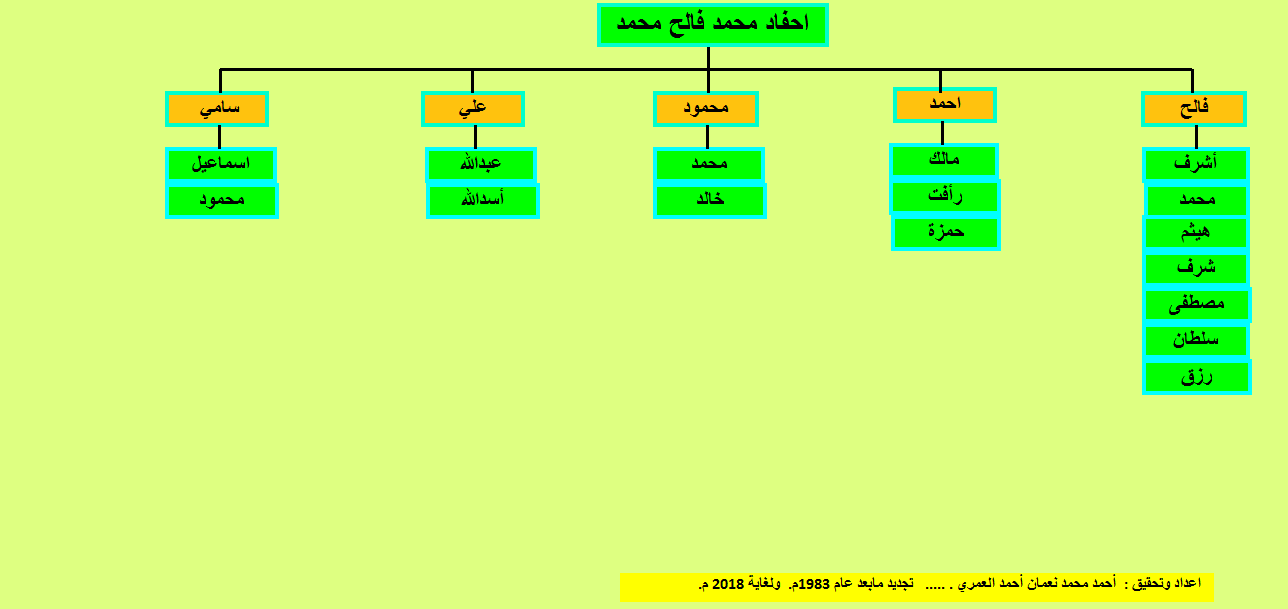 احفاد محمد فالح محمد
فالح
احمد
محمود
علي
سامي
أشرف
محمد
هيثم
شرف
مصطفى
سلطان
رزق
مالك
رأفت
حمزة
محمد
خالد
عبدالله
أسدالله
اسماعيل
محمود
اعداد وتحقيق : أحمد محمد نعمان أحمد العمري . ..... تجديد مابعد عام 1983م. ولغاية 2018 م.